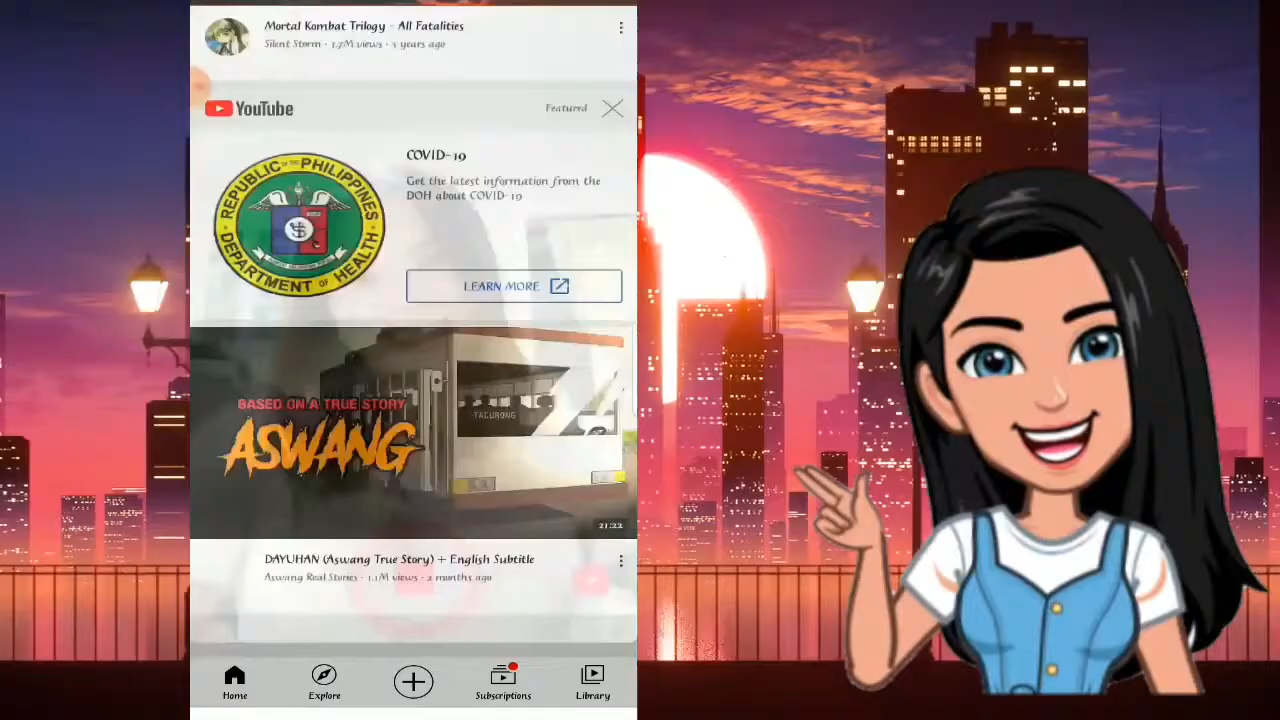 Mortal Kombat Trilogy - All Fatalities
Silent Storm · 1.7M views · 5 years ago
YouTube
Featured
COVID-19
Get the latest information from the
DOH about COVID-19
REPUBLIC OF THE PHILIPPINES
DEPARTMENT OF HEALTH
LEARN MORE
BASED ON A TRUE STORY
ASWANG
TACURONG
21:22
DAYUHAN (Aswang True Story) + English Subtitle
Aswang Real Stories · 1.1M views · 2 months ago
Home
Explore
Subscriptions
Library